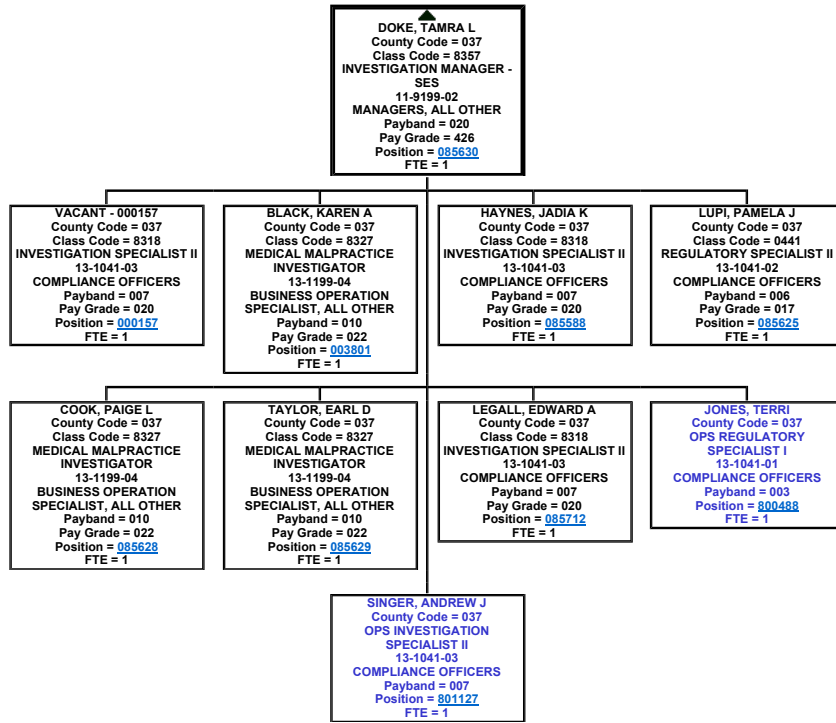 DOKE, TAMRA L
County Code = 037
Class Code = 8357
INVESTIGATION MANAGER -
SES
11-9199-02
MANAGERS, ALL OTHER
Payband = 020
Pay Grade = 426
Position = 085630
FTE = 1
VACANT - 000157
County Code = 037
Class Code = 8318
INVESTIGATION SPECIALIST II
13-1041-03
COMPLIANCE OFFICERS
Payband = 007
Pay Grade = 020
Position = 000157
FTE = 1
BLACK, KAREN A
County Code = 037
Class Code = 8327
MEDICAL MALPRACTICE
INVESTIGATOR
13-1199-04
BUSINESS OPERATION
SPECIALIST, ALL OTHER
Payband = 010
Pay Grade = 022
Position = 003801
FTE = 1
HAYNES, JADIA K
County Code = 037
Class Code = 8318
INVESTIGATION SPECIALIST II
13-1041-03
COMPLIANCE OFFICERS
Payband = 007
Pay Grade = 020
Position = 085588
FTE = 1
LUPI, PAMELA J
County Code = 037
Class Code = 0441
REGULATORY SPECIALIST II
13-1041-02
COMPLIANCE OFFICERS
Payband = 006
Pay Grade = 017
Position = 085625
FTE = 1
COOK, PAIGE L
County Code = 037
Class Code = 8327
MEDICAL MALPRACTICE
INVESTIGATOR
13-1199-04
BUSINESS OPERATION
SPECIALIST, ALL OTHER
Payband = 010
Pay Grade = 022
Position = 085628
FTE = 1
TAYLOR, EARL D
County Code = 037
Class Code = 8327
MEDICAL MALPRACTICE
INVESTIGATOR
13-1199-04
BUSINESS OPERATION
SPECIALIST, ALL OTHER
Payband = 010
Pay Grade = 022
Position = 085629
FTE = 1
LEGALL, EDWARD A
County Code = 037
Class Code = 8318
INVESTIGATION SPECIALIST II
13-1041-03
COMPLIANCE OFFICERS
Payband = 007
Pay Grade = 020
Position = 085712
FTE = 1
JONES, TERRI
County Code = 037
OPS REGULATORY
SPECIALIST I
13-1041-01
COMPLIANCE OFFICERS
Payband = 003
Position = 800488
FTE = 1
SINGER, ANDREW J
County Code = 037
OPS INVESTIGATION
SPECIALIST II
13-1041-03
COMPLIANCE OFFICERS
Payband = 007
Position = 801127
FTE = 1